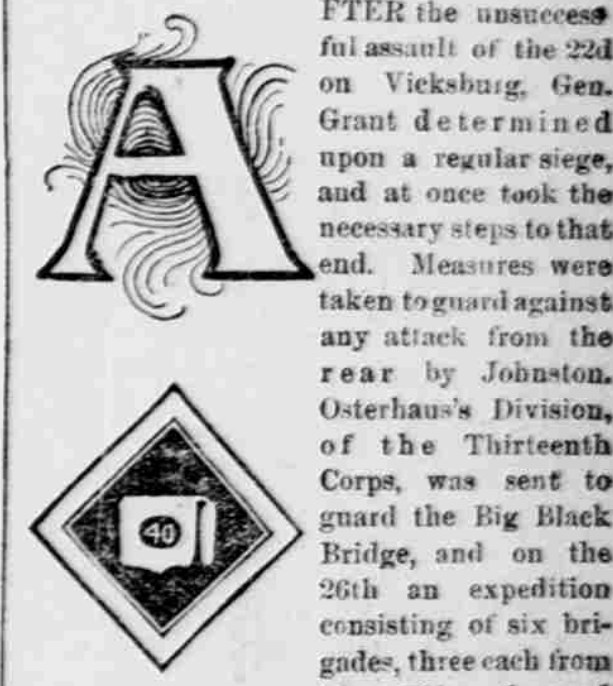 AFTER the unsuccess-
ful assault of the 22d
on Vicksburg, Gen.
Grant determined
upon a regular siege,
and at once took the
necessary steps to that
end. Measures were
taken to guard against
any attack from the
rear by Johnston.
Osterhaus's Division,
of the Thirteenth
Corps, was sent to
guard the Big Black
Bridge, and on the
26th an expedition
consisting of six bri-
gades, three each from
40